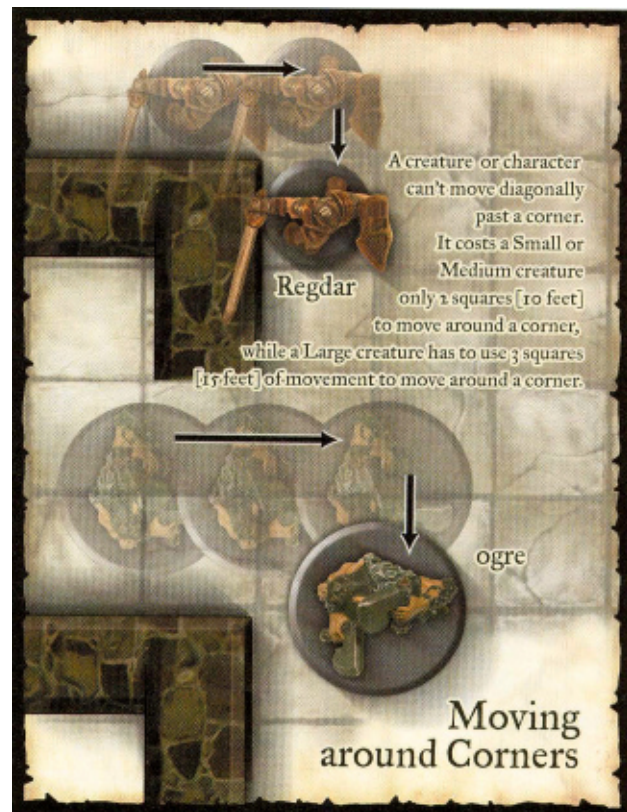 A creature or character
can't move diagonally
past a corner.
It costs a Small or
Medium creature
only 2 squares [10 feet]
to move around a corner,
while a Large creature has to use 3 squares
[15 feet] of movement to move around a corner.
Regdar
ogre
Moving
around Corners